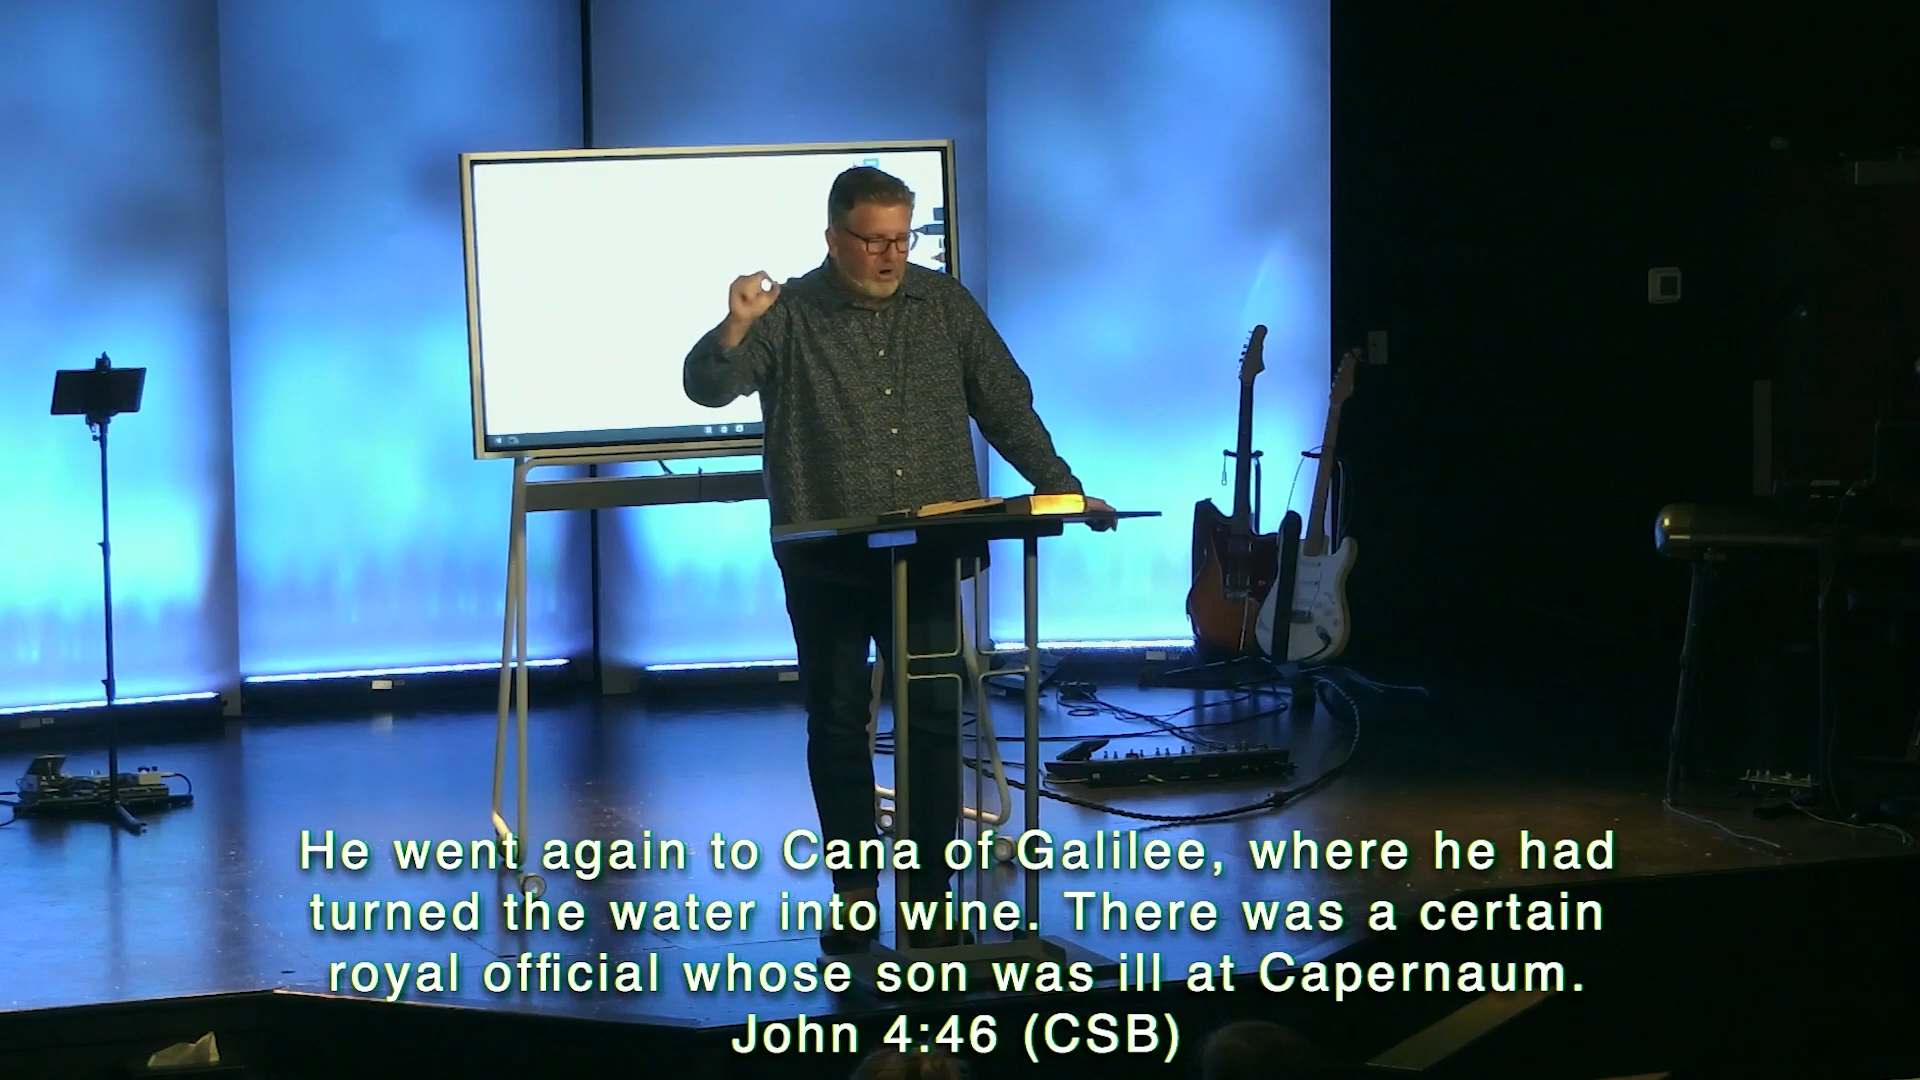 He went again to Cana of Galilee, where he had
turned the water into wine. There was a certain
royal official whose son was ill at Capernaum.
John 4:46 (CSB)